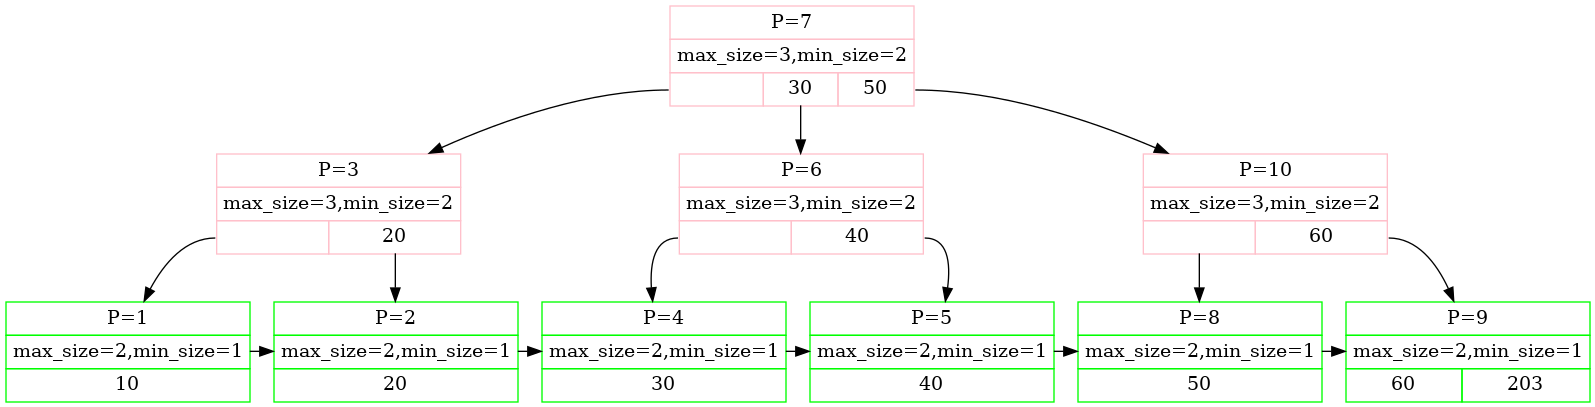 P=7
max_size=3,min_size=2
30 50
P=3 P=6 P=10
max_size=3,min_size=2 max_size=3,min_size=2 max_size=3,min_size=2
20 40 60
P=1 P=2 P=4 P=5 P=8 P=9
max_size=2,min_size=1 max_size=2,min_size=1 max_size=2,min_size=1 max_size=2,min_size=1 max_size=2,min_size=1 max_size=2,min_size=1
10 20 30 40 50 60 203